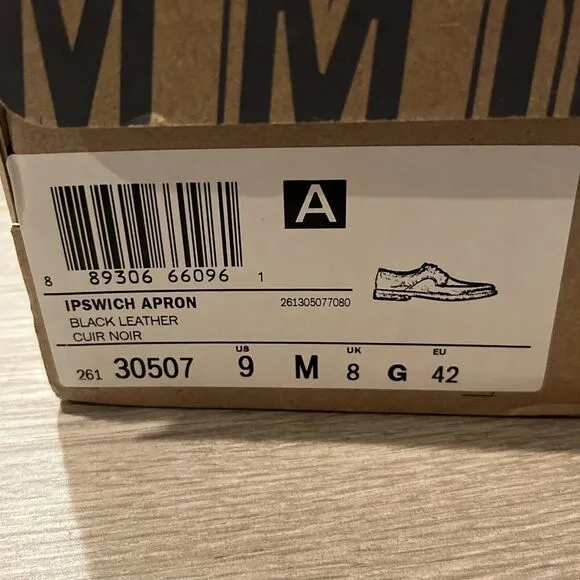 MMI
A
8 89306 66096 1
IPSWICH APRON 261305077080
BLACK LEATHER
CUIR NOIR
US UK EU
261 30507 9 M 8 G 42